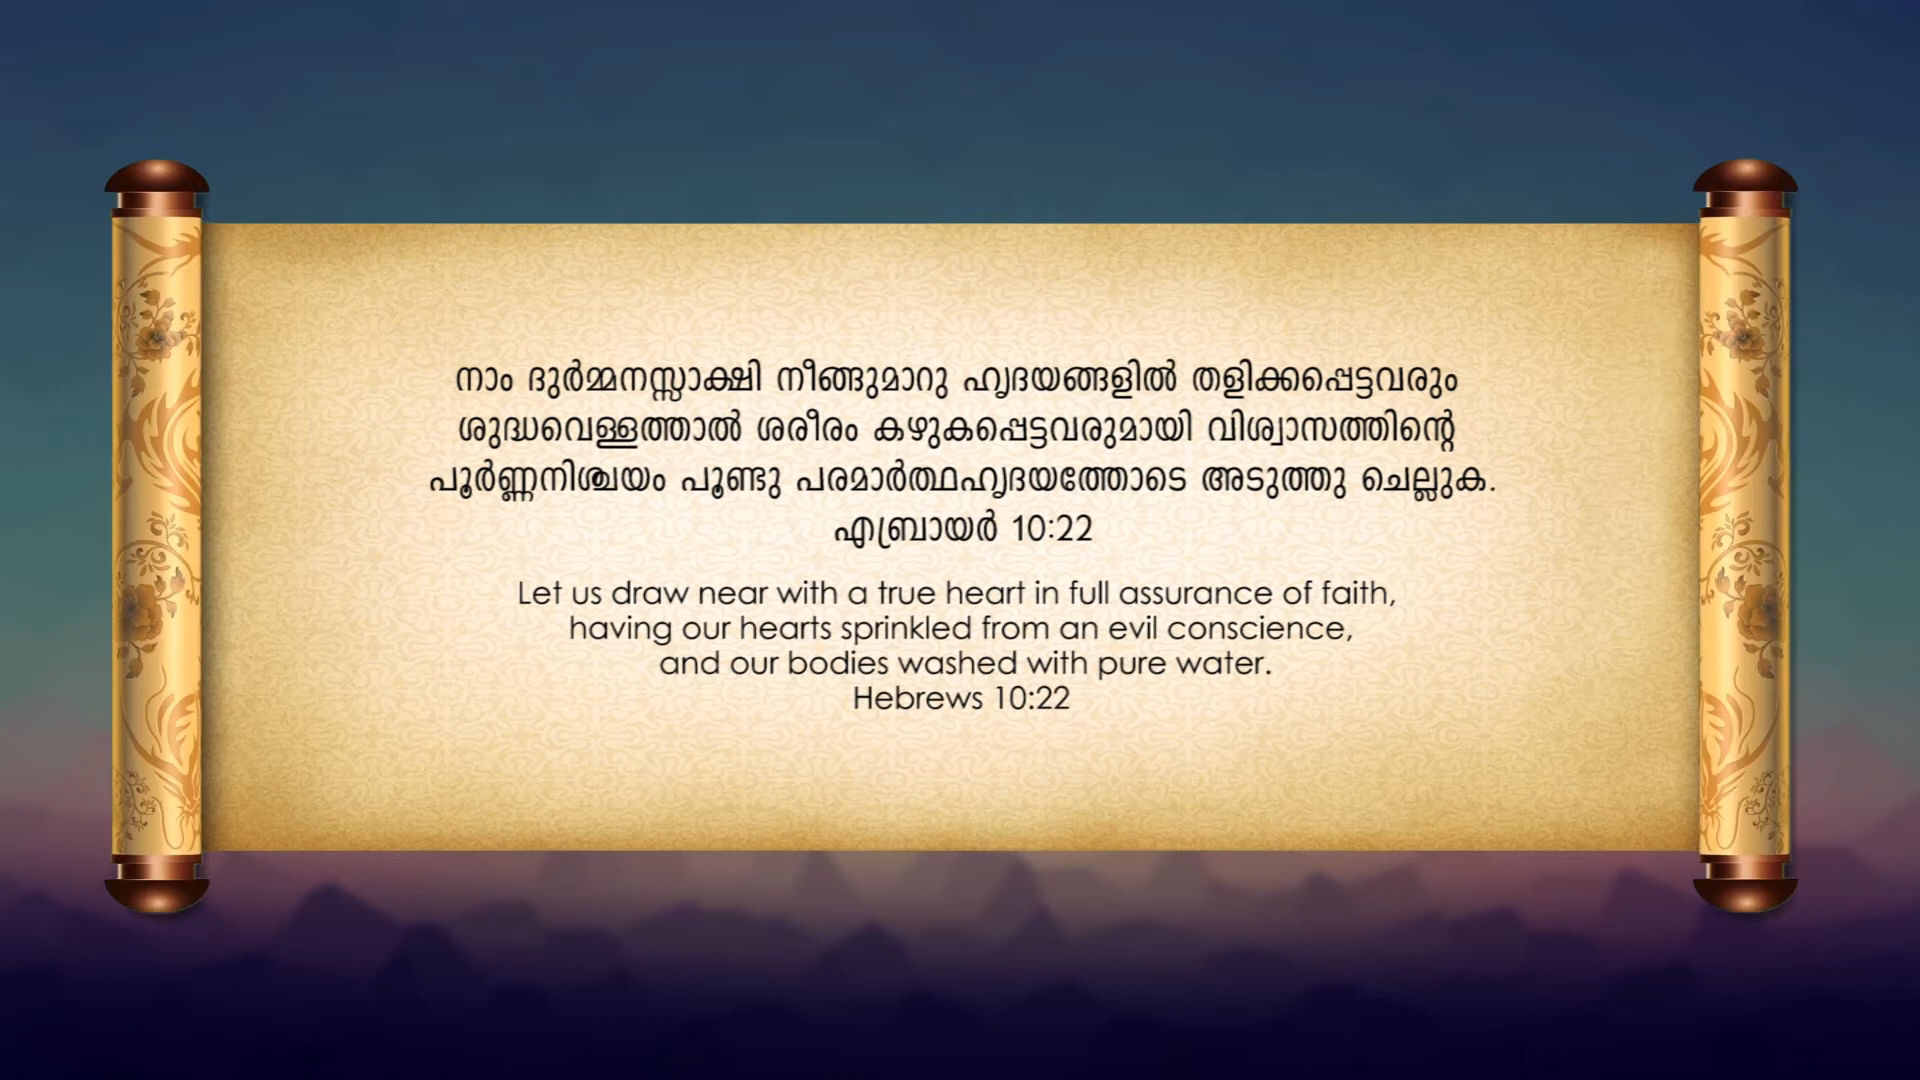 നാം ദുർമ്മനസ്സാക്ഷി നീങ്ങുമാറു ഹൃദയങ്ങളിൽ തളിക്കപ്പെട്ടവരും
ശുദ്ധവെള്ളത്താൽ ശരീരം കഴുകപ്പെട്ടവരുമായി വിശ്വാസത്തിന്റെ
പൂർണ്ണനിശ്ചയം പൂണ്ടു പരമാർത്ഥഹൃദയത്തോടെ അടുത്തു ചെല്ലുക.
എബ്രായർ 10:22
Let us draw near with a true heart in full assurance of faith,
having our hearts sprinkled from an evil conscience,
and our bodies washed with pure water.
Hebrews 10:22